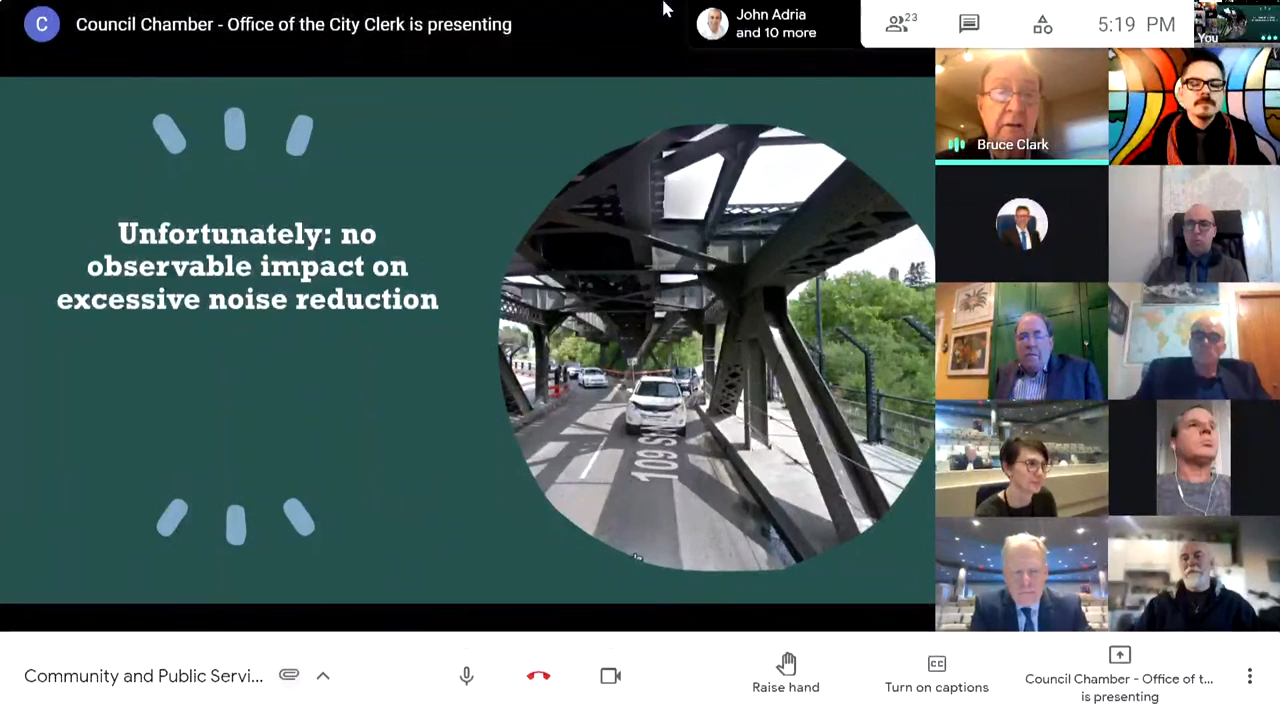 C
Council Chamber - Office of the City Clerk is presenting
John Adria
and 10 more
23
5:19 PM
You
Unfortunately: no
observable impact on
excessive noise reduction
109 St
Bruce Clark
Community and Public Servi...
Raise hand
CC
Turn on captions
Council Chamber - Office of t...
is presenting